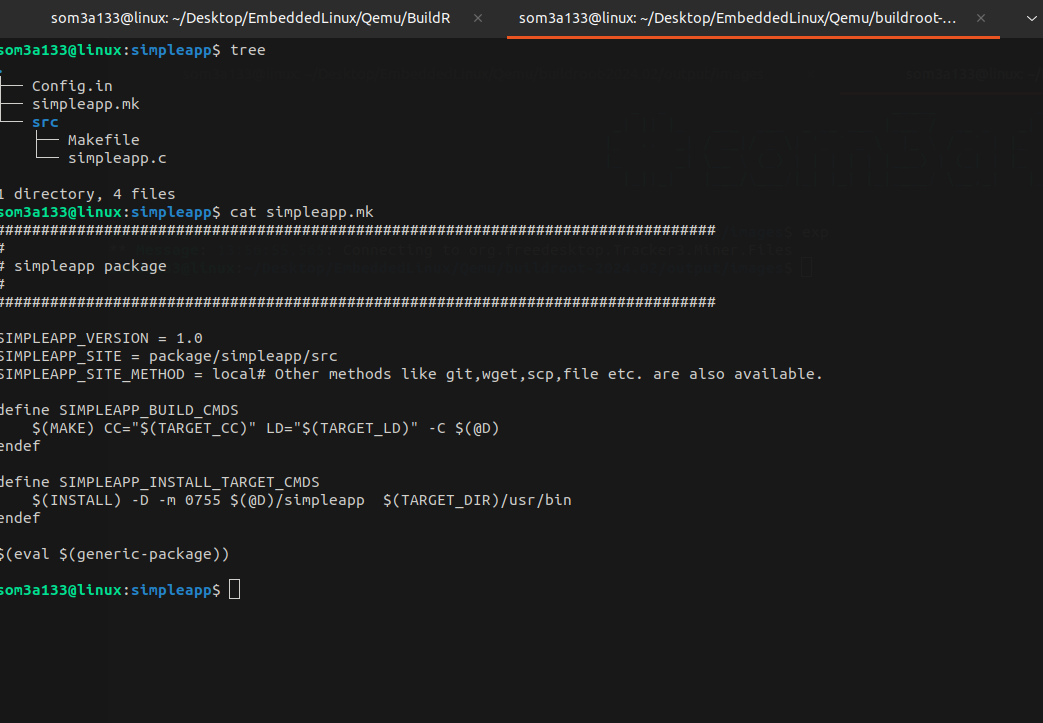 som3a133@linux: ~/Desktop/EmbeddedLinux/Qemu/BuildR × som3a133@linux: ~/Desktop/EmbeddedLinux/Qemu/buildroot-... ×
som3a133@linux:simpleapp$ tree
.
├── Config.in
├── simpleapp.mk
└── src
    ├── Makefile
    └── simpleapp.c
1 directory, 4 files
som3a133@linux:simpleapp$ cat simpleapp.mk
################################################################################
#
# simpleapp package
#
################################################################################
SIMPLEAPP_VERSION = 1.0
SIMPLEAPP_SITE = package/simpleapp/src
SIMPLEAPP_SITE_METHOD = local# Other methods like git,wget,scp,file etc. are also available.
define SIMPLEAPP_BUILD_CMDS
    $(MAKE) CC="$(TARGET_CC)" LD="$(TARGET_LD)" -C $(@D)
endef
define SIMPLEAPP_INSTALL_TARGET_CMDS
    $(INSTALL) -D -m 0755 $(@D)/simpleapp  $(TARGET_DIR)/usr/bin
endef
$(eval $(generic-package))
som3a133@linux:simpleapp$